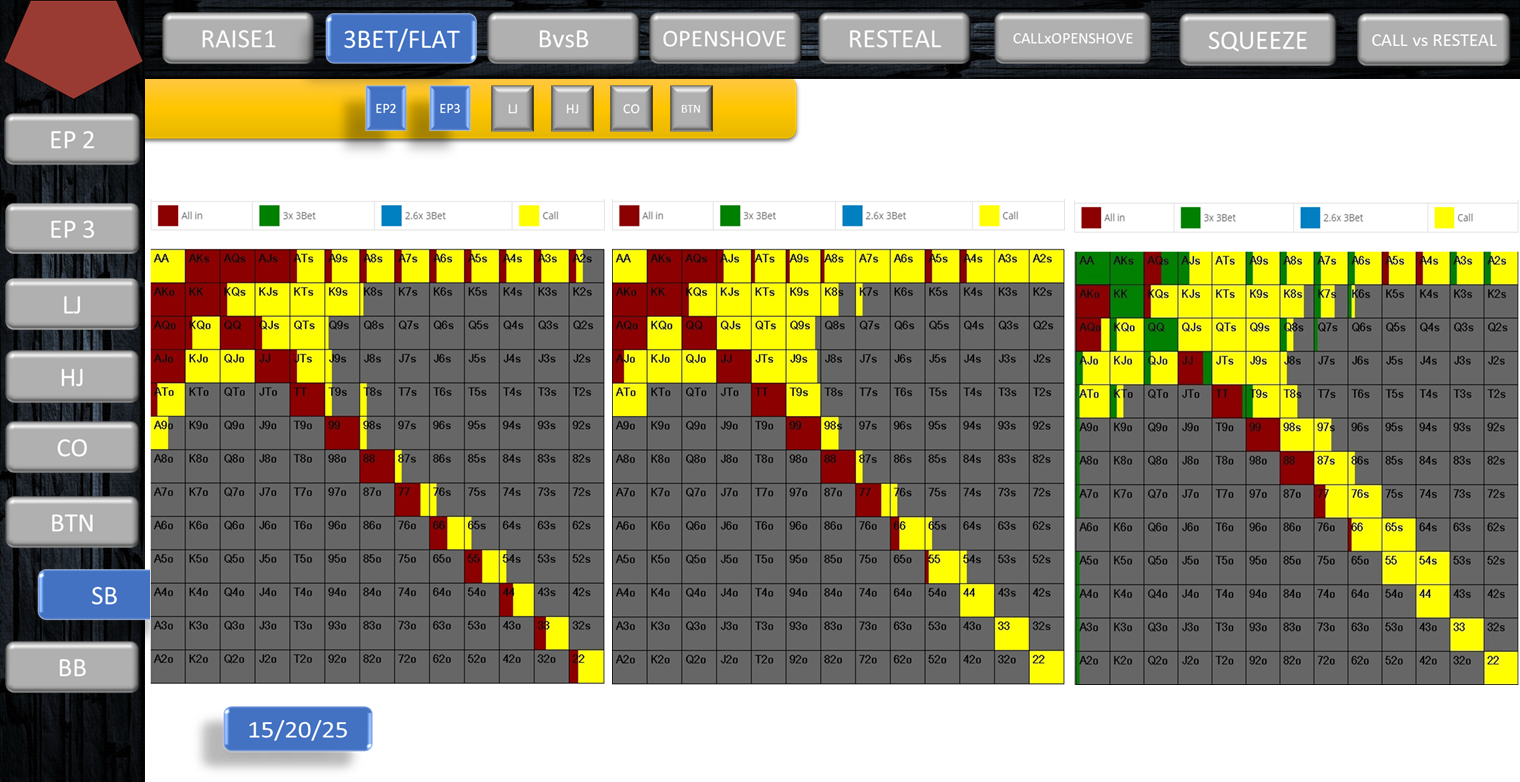 RAISE1 3BET/FLAT BvsB OPENSHOVE RESTEAL CALLxOPENSHOVE SQUEEZE CALL vs RESTEAL
EP2 EP3 LJ HJ CO BTN
EP 2
EP 3
LJ
HJ
CO
BTN
SB
BB
All in 3x 3Bet 2.6x 3Bet Call
AA AKs AQs AJs ATs A9s A8s A7s A6s A5s A4s A3s A2s
AKo KK KQs KJs KTs K9s K8s K7s K6s K5s K4s K3s K2s
AQo KQo QQ QJs QTs Q9s Q8s Q7s Q6s Q5s Q4s Q3s Q2s
AJo KJo QJo JJ JTs J9s J8s J7s J6s J5s J4s J3s J2s
ATo KTo QTo JTo TT T9s T8s T7s T6s T5s T4s T3s T2s
A9o K9o Q9o J9o T9o 99 98s 97s 96s 95s 94s 93s 92s
A8o K8o Q8o J8o T8o 98o 88 87s 86s 85s 84s 83s 82s
A7o K7o Q7o J7o T7o 97o 87o 77 76s 75s 74s 73s 72s
A6o K6o Q6o J6o T6o 96o 86o 76o 66 65s 64s 63s 62s
A5o K5o Q5o J5o T5o 95o 85o 75o 65o 55 54s 53s 52s
A4o K4o Q4o J4o T4o 94o 84o 74o 64o 54o 44 43s 42s
A3o K3o Q3o J3o T3o 93o 83o 73o 63o 53o 43o 33 32s
A2o K2o Q2o J2o T2o 92o 82o 72o 62o 52o 42o 32o 22
All in 3x 3Bet 2.6x 3Bet Call
AA AKs AQs AJs ATs A9s A8s A7s A6s A5s A4s A3s A2s
AKo KK KQs KJs KTs K9s K8s K7s K6s K5s K4s K3s K2s
AQo KQo QQ QJs QTs Q9s Q8s Q7s Q6s Q5s Q4s Q3s Q2s
AJo KJo QJo JJ JTs J9s J8s J7s J6s J5s J4s J3s J2s
ATo KTo QTo JTo TT T9s T8s T7s T6s T5s T4s T3s T2s
A9o K9o Q9o J9o T9o 99 98s 97s 96s 95s 94s 93s 92s
A8o K8o Q8o J8o T8o 98o 88 87s 86s 85s 84s 83s 82s
A7o K7o Q7o J7o T7o 97o 87o 77 76s 75s 74s 73s 72s
A6o K6o Q6o J6o T6o 96o 86o 76o 66 65s 64s 63s 62s
A5o K5o Q5o J5o T5o 95o 85o 75o 65o 55 54s 53s 52s
A4o K4o Q4o J4o T4o 94o 84o 74o 64o 54o 44 43s 42s
A3o K3o Q3o J3o T3o 93o 83o 73o 63o 53o 43o 33 32s
A2o K2o Q2o J2o T2o 92o 82o 72o 62o 52o 42o 32o 22
All in 3x 3Bet 2.6x 3Bet Call
AA AKs AQs AJs ATs A9s A8s A7s A6s A5s A4s A3s A2s
AKo KK KQs KJs KTs K9s K8s K7s K6s K5s K4s K3s K2s
AQo KQo QQ QJs QTs Q9s Q8s Q7s Q6s Q5s Q4s Q3s Q2s
AJo KJo QJo JJ JTs J9s J8s J7s J6s J5s J4s J3s J2s
ATo KTo QTo JTo TT T9s T8s T7s T6s T5s T4s T3s T2s
A9o K9o Q9o J9o T9o 99 98s 97s 96s 95s 94s 93s 92s
A8o K8o Q8o J8o T8o 98o 88 87s 86s 85s 84s 83s 82s
A7o K7o Q7o J7o T7o 97o 87o 77 76s 75s 74s 73s 72s
A6o K6o Q6o J6o T6o 96o 86o 76o 66 65s 64s 63s 62s
A5o K5o Q5o J5o T5o 95o 85o 75o 65o 55 54s 53s 52s
A4o K4o Q4o J4o T4o 94o 84o 74o 64o 54o 44 43s 42s
A3o K3o Q3o J3o T3o 93o 83o 73o 63o 53o 43o 33 32s
A2o K2o Q2o J2o T2o 92o 82o 72o 62o 52o 42o 32o 22
15/20/25